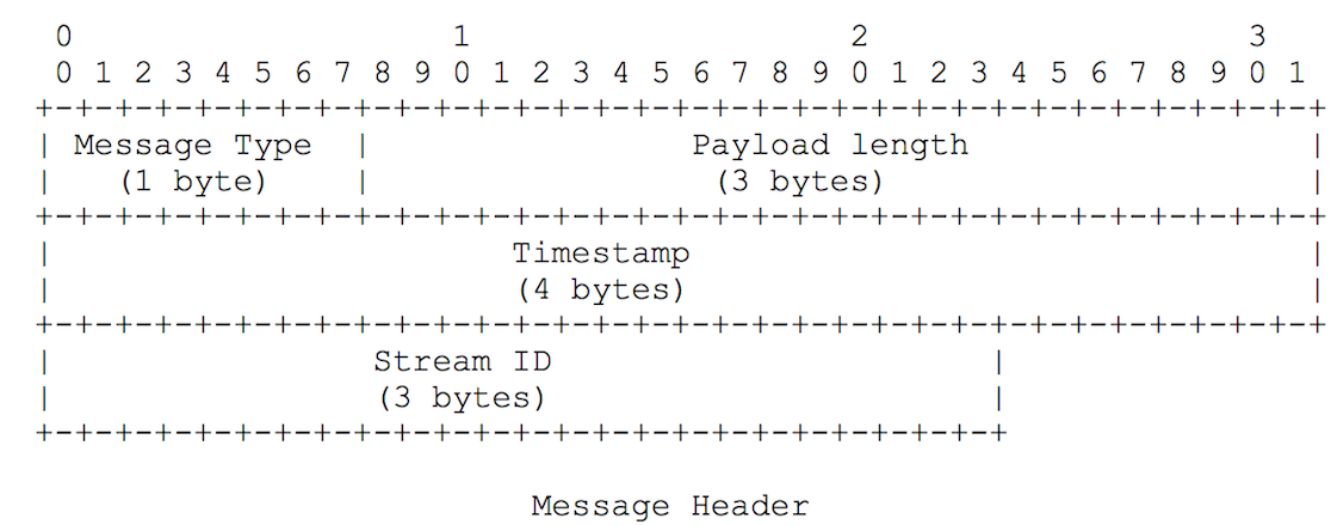 0                   1                   2                   3
0 1 2 3 4 5 6 7 8 9 0 1 2 3 4 5 6 7 8 9 0 1 2 3 4 5 6 7 8 9 0 1
+-+-+-+-+-+-+-+-+-+-+-+-+-+-+-+-+-+-+-+-+-+-+-+-+-+-+-+-+-+-+-+-+
| Message Type  |                Payload length                 |
|   (1 byte)    |                 (3 bytes)                     |
+-+-+-+-+-+-+-+-+-+-+-+-+-+-+-+-+-+-+-+-+-+-+-+-+-+-+-+-+-+-+-+-+
|                       Timestamp                               |
|                       (4 bytes)                               |
+-+-+-+-+-+-+-+-+-+-+-+-+-+-+-+-+-+-+-+-+-+-+-+-+-+-+-+-+-+-+-+-+
|                Stream ID                      |
|                (3 bytes)                      |
+-+-+-+-+-+-+-+-+-+-+-+-+-+-+-+-+-+-+-+-+-+-+-+-+
Message Header